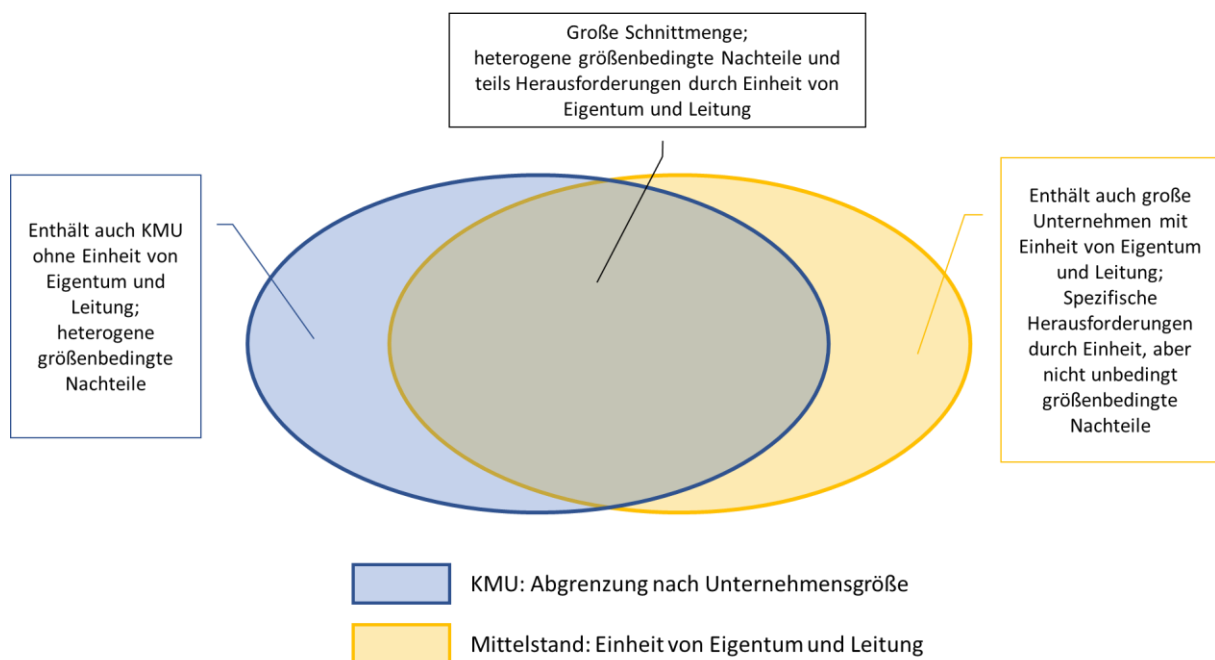 Große Schnittmenge;
heterogene größenbedingte Nachteile und
teils Herausforderungen durch Einheit von
Eigentum und Leitung
Enthält auch KMU
ohne Einheit von
Eigentum und
Leitung;
heterogene
größenbedingte
Nachteile
Enthält auch große
Unternehmen mit
Einheit von Eigentum
und Leitung;
Spezifische
Herausforderungen
durch Einheit, aber
nicht unbedingt
größenbedingte
Nachteile
KMU: Abgrenzung nach Unternehmensgröße
Mittelstand: Einheit von Eigentum und Leitung